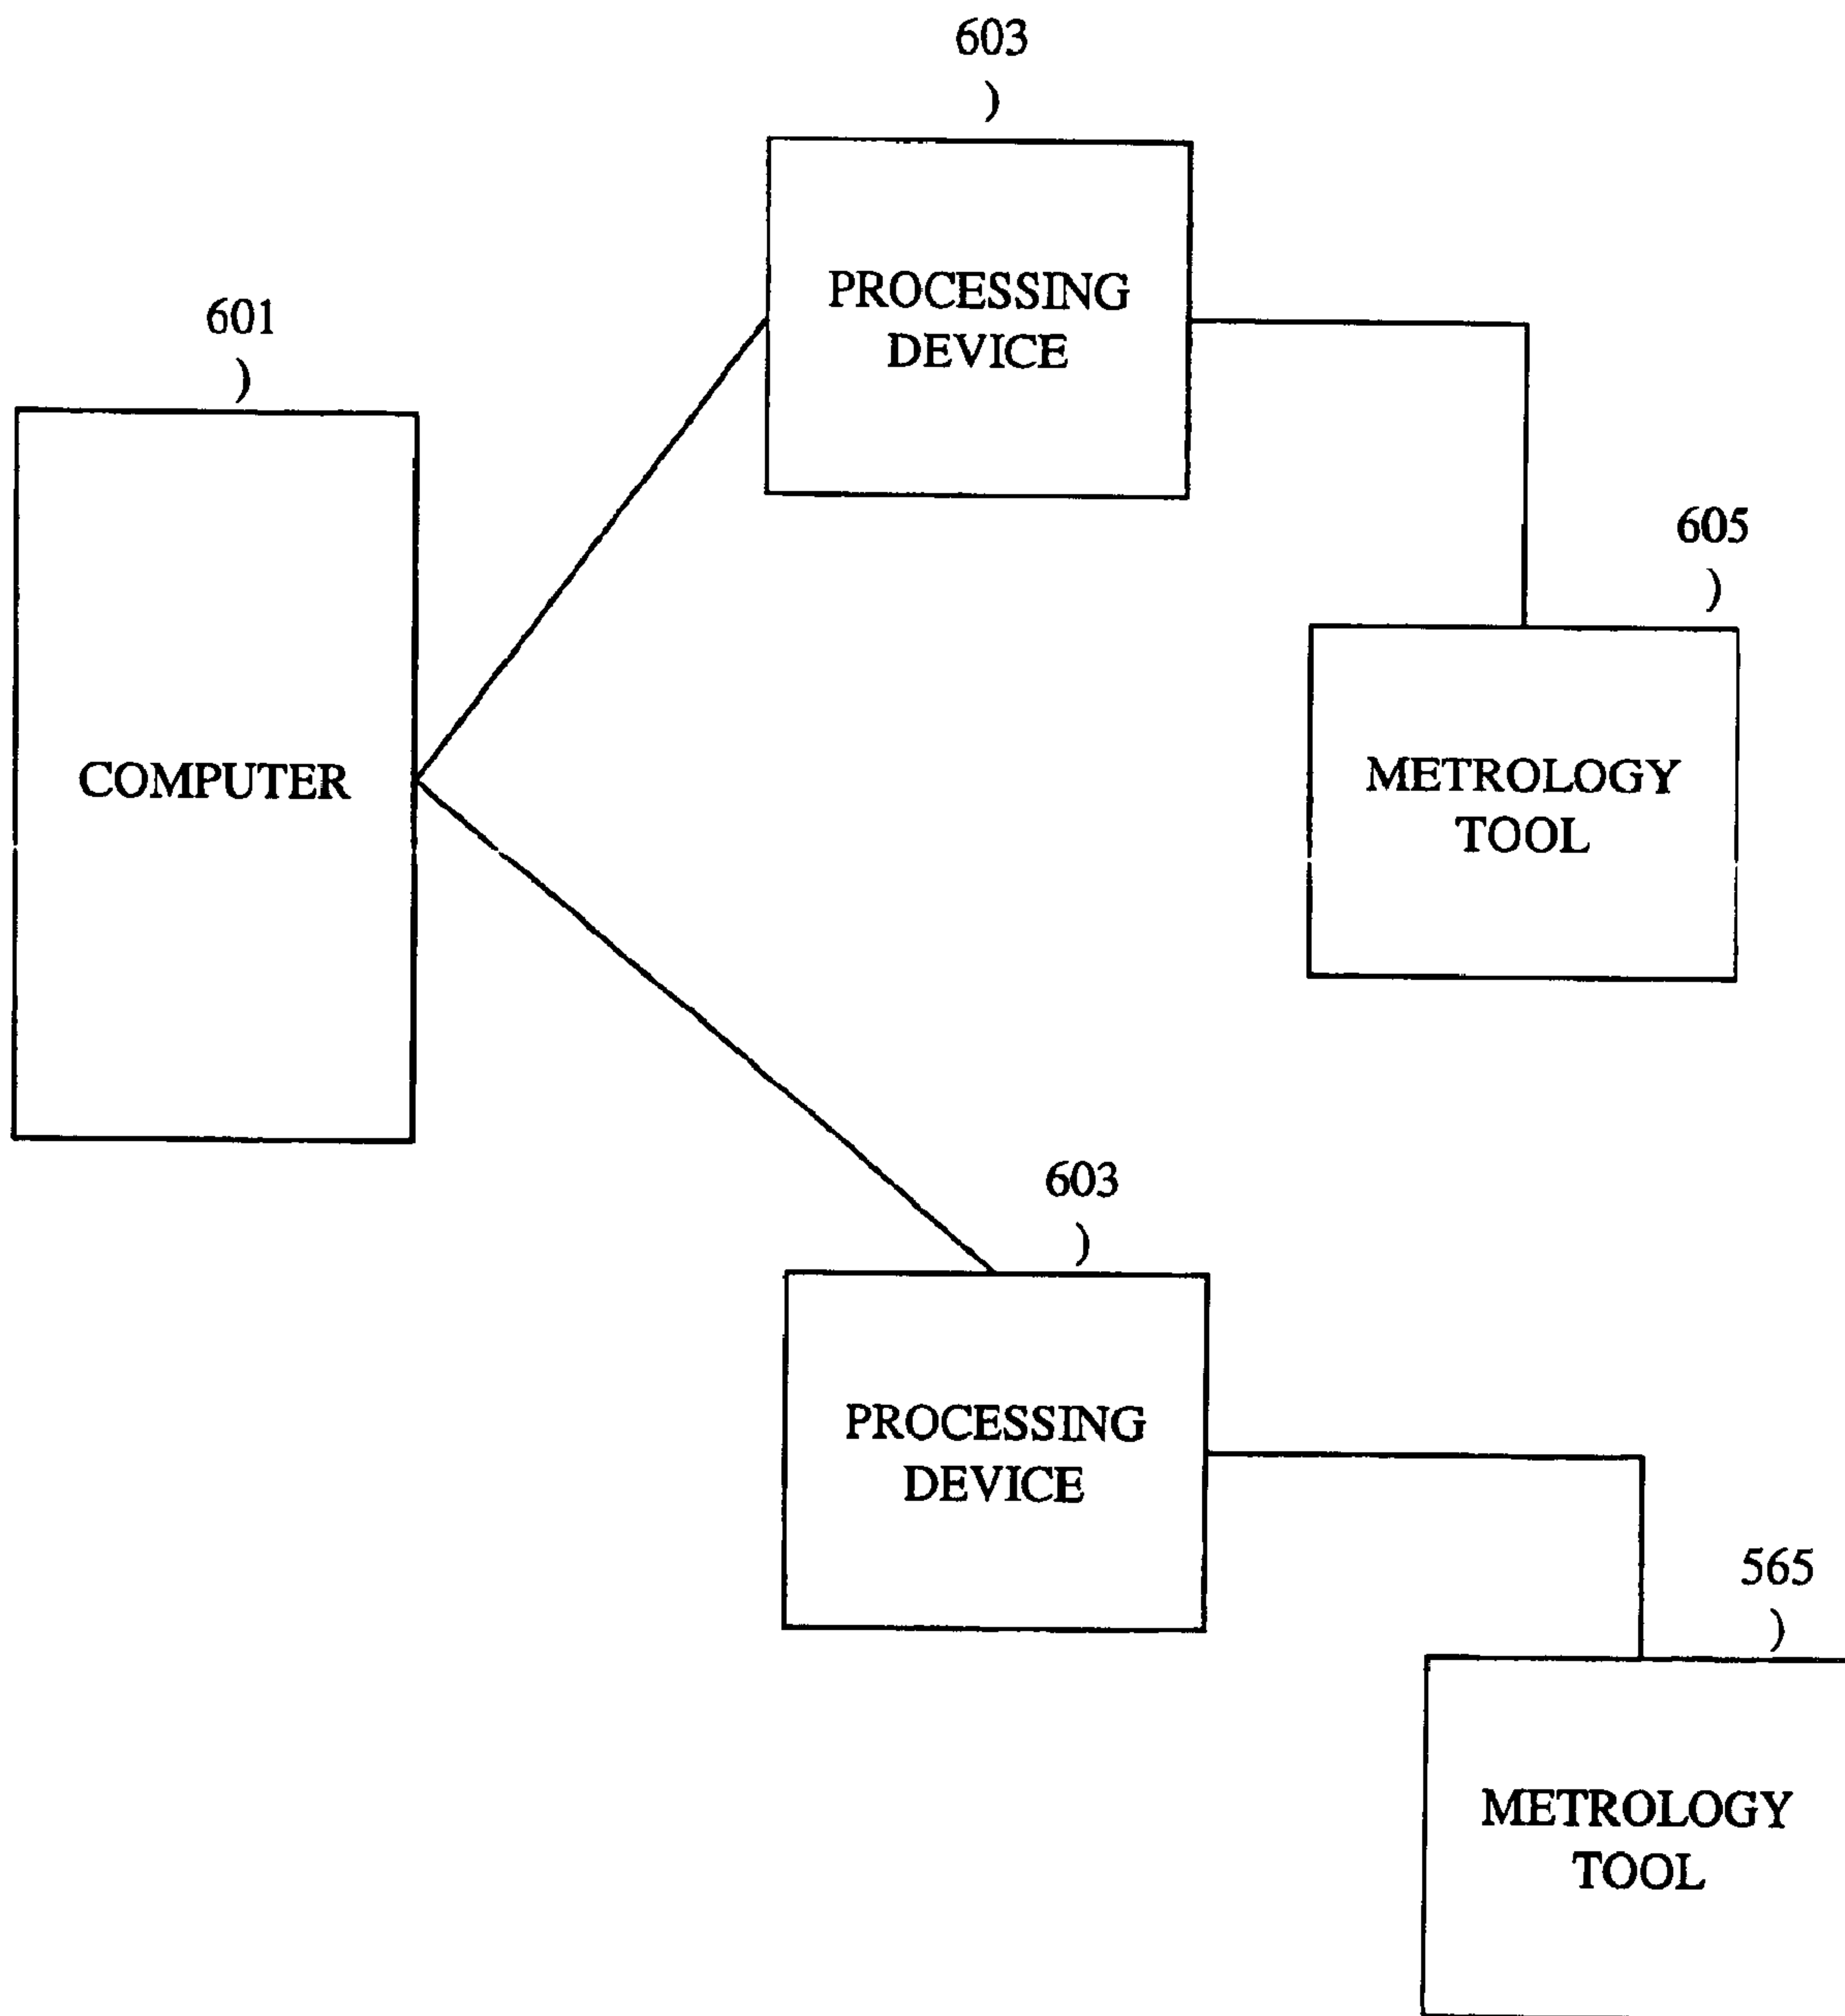 603
)
PROCESSING
DEVICE
601
)
COMPUTER
605
)
METROLOGY
TOOL
603
)
PROCESSING
DEVICE
565
)
METROLOGY
TOOL